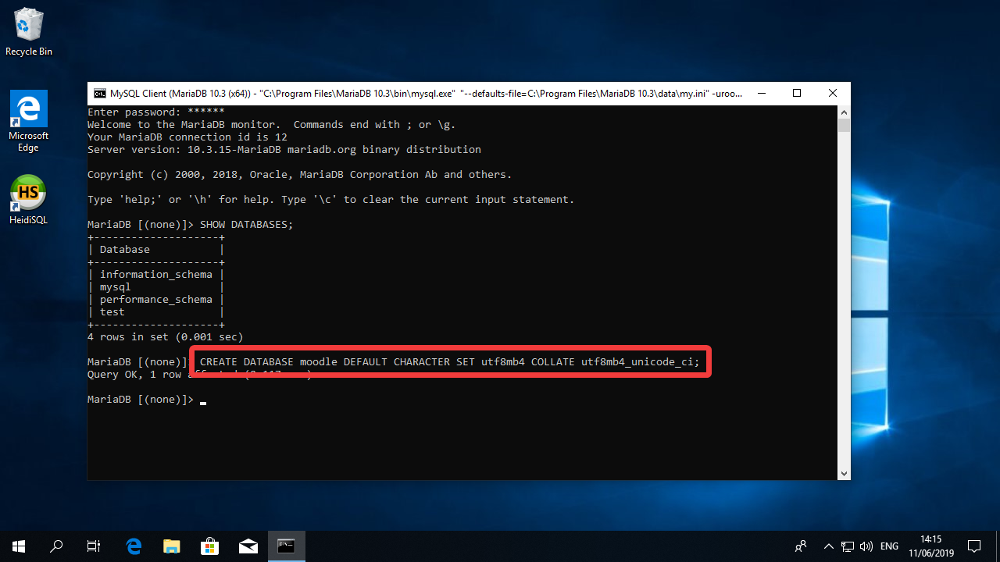 Recycle Bin
Microsoft
Edge
HS
HeidiSQL
MySQL Client (MariaDB 10.3 (x64)) - "C:\Program Files\MariaDB 10.3\bin\mysql.exe" "--defaults-file=C:\Program Files\MariaDB 10.3\data\my.ini" -uroo...
Enter password: ******
Welcome to the MariaDB monitor.  Commands end with ; or \g.
Your MariaDB connection id is 12
Server version: 10.3.15-MariaDB mariadb.org binary distribution
Copyright (c) 2000, 2018, Oracle, MariaDB Corporation Ab and others.
Type 'help;' or '\h' for help. Type '\c' to clear the current input statement.
MariaDB [(none)]> SHOW DATABASES;
+--------------------+
| Database           |
+--------------------+
| information_schema |
| mysql              |
| performance_schema |
| test               |
+--------------------+
4 rows in set (0.001 sec)
MariaDB [(none)] CREATE DATABASE moodle DEFAULT CHARACTER SET utf8mb4 COLLATE utf8mb4_unicode_ci;
Query OK, 1 row
MariaDB [(none)]>
ENG
14:15
11/06/2019